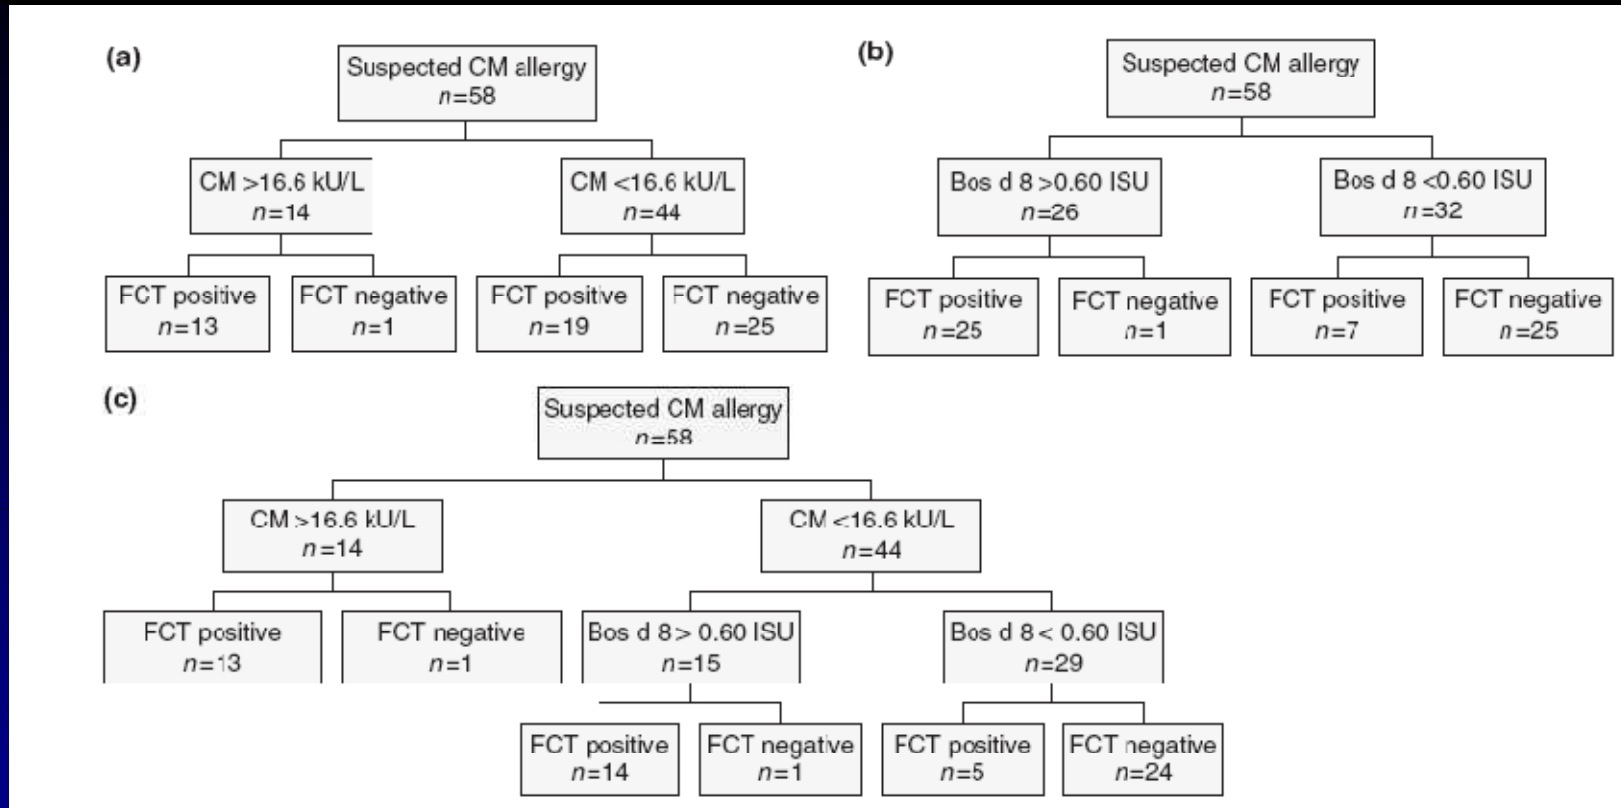 (a)
Suspected CM allergy
n=58
CM >16.6 kU/L
n=14
CM <16.6 kU/L
n=44
FCT positive
n=13
FCT negative
n=1
FCT positive
n=19
FCT negative
n=25
(b)
Suspected CM allergy
n=58
Bos d 8 >0.60 ISU
n=26
Bos d 8 <0.60 ISU
n=32
FCT positive
n=25
FCT negative
n=1
FCT positive
n=7
FCT negative
n=25
(c)
Suspected CM allergy
n=58
CM >16.6 kU/L
n=14
CM <16.6 kU/L
n=44
FCT positive
n=13
FCT negative
n=1
Bos d 8 > 0.60 ISU
n=15
Bos d 8 < 0.60 ISU
n=29
FCT positive
n=14
FCT negative
n=1
FCT positive
n=5
FCT negative
n=24